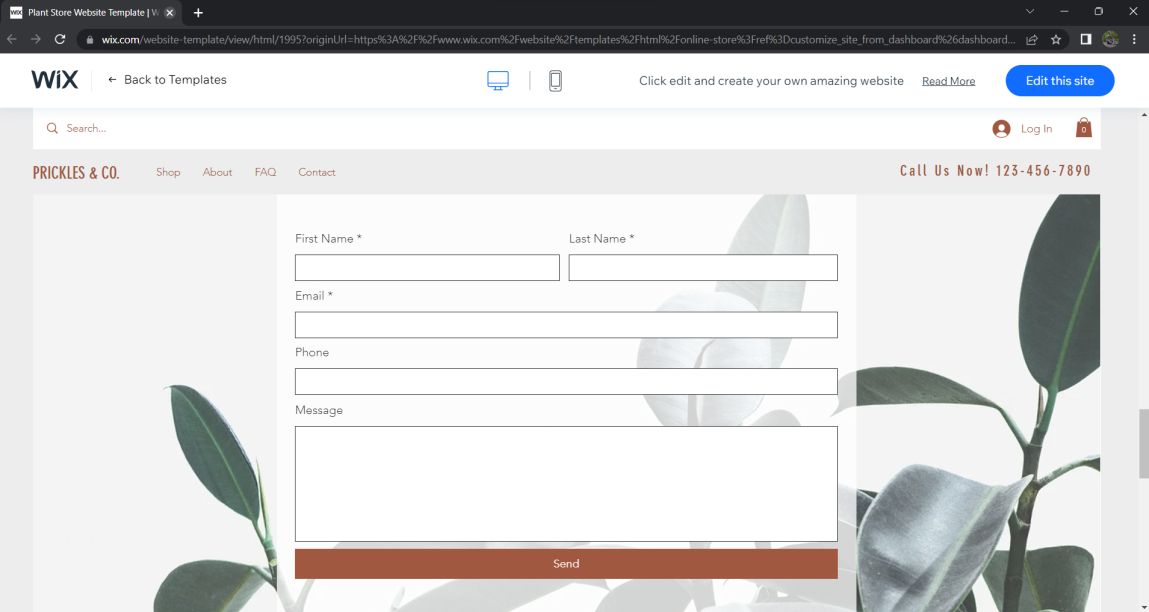 WiX Plant Store Website Template | W
wix.com/website-template/view/html/1995?originUrl=https%3A%2F%2Fwww.wix.com%2Fwebsite%2Ftemplates%2Fhtml%2Fonline-store%3Fref%3Dcustomize_site_from_dashboard%26dashboard...
WiX Back to Templates Click edit and create your own amazing website Read More Edit this site
Search... Log In 0
PRICKLES & CO. Shop About FAQ Contact Call Us Now! 123-456-7890
First Name * Last Name *
Email *
Phone
Message
Send